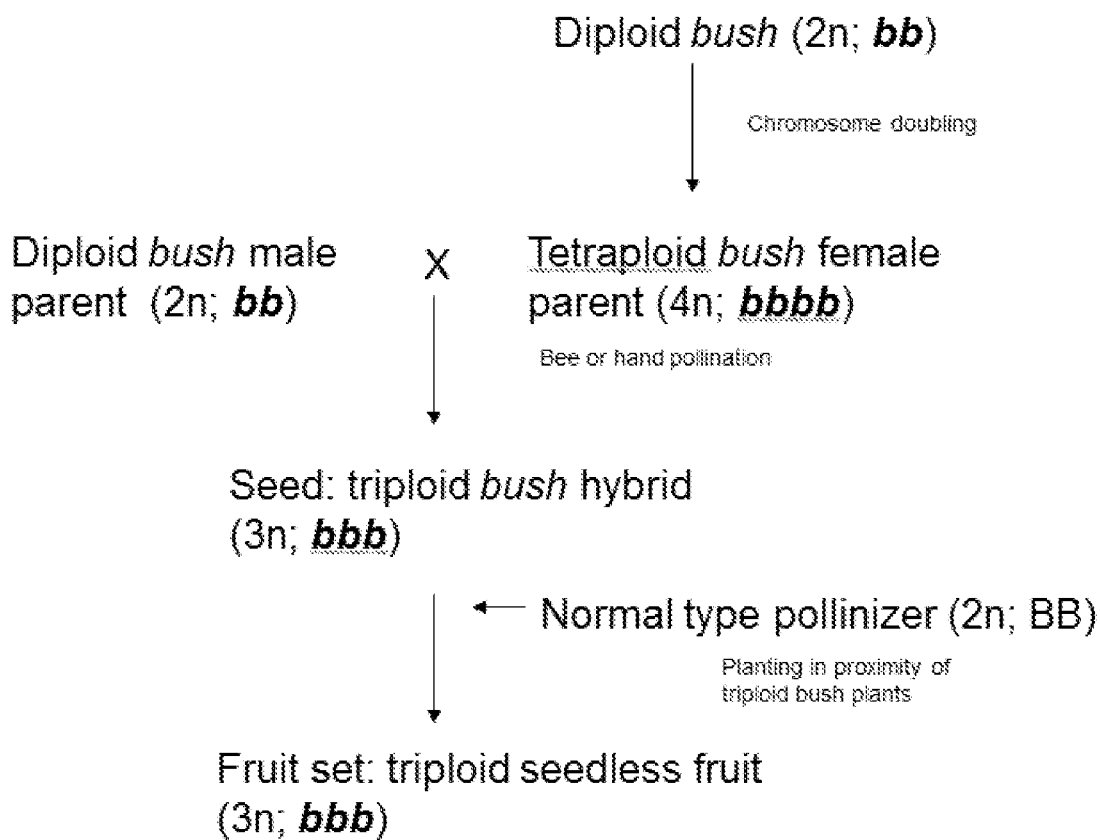 Diploid bush (2n; bb)
Chromosome doubling
Diploid bush male
parent (2n; bb)
X
Tetraploid bush female
parent (4n; bbbb)
Bee or hand pollination
Seed: triploid bush hybrid
(3n; bbb)
Normal type pollinizer (2n; BB)
Planting in proximity of
triploid bush plants
Fruit set: triploid seedless fruit
(3n; bbb)